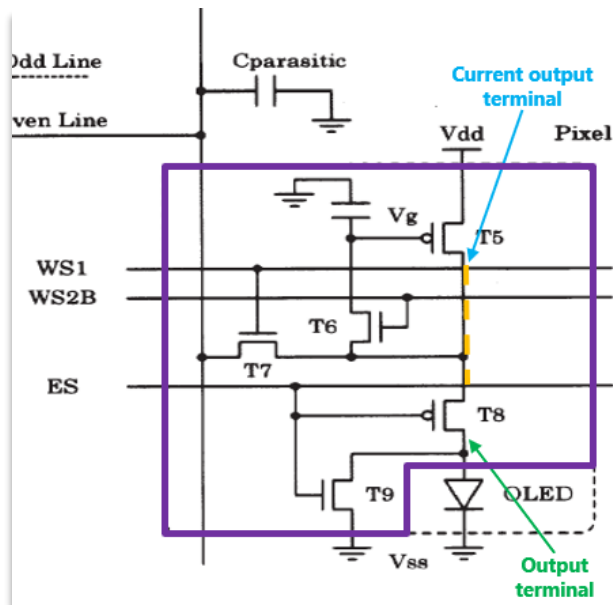 Odd Line
Cparasitic
Current output
terminal
ven Line
Vdd
Pixel
Vg
T5
WS1
WS2B
T6
T7
ES
T8
T9
OLED
Vss
Output
terminal